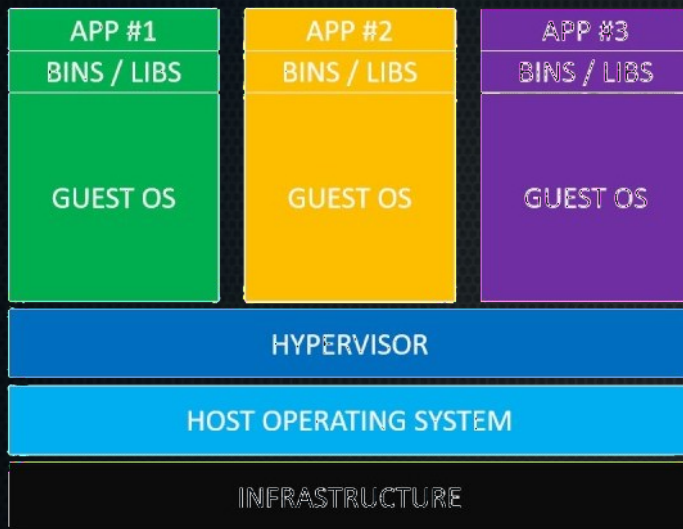 APP #1
BINS / LIBS
GUEST OS
APP #2
BINS / LIBS
GUEST OS
APP #3
BINS / LIBS
GUEST OS
HYPERVISOR
HOST OPERATING SYSTEM
INFRASTRUCTURE